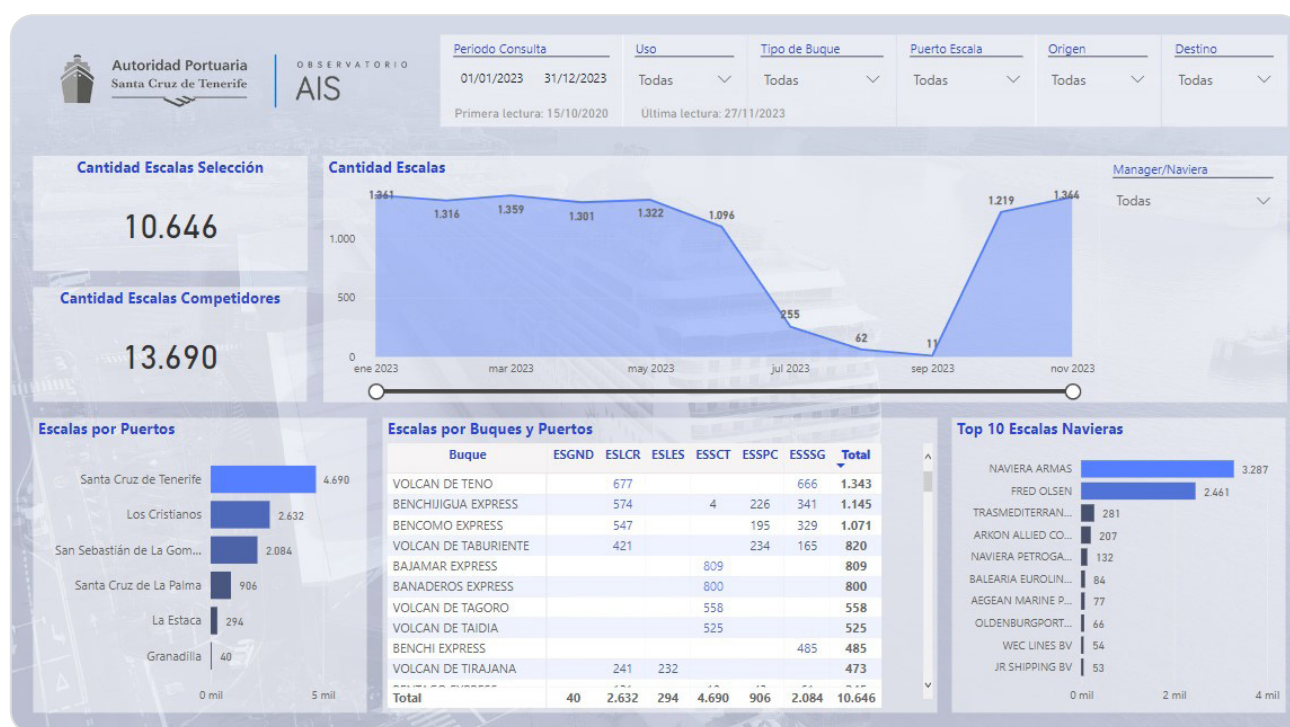 Autoridad Portuaria
Santa Cruz de Tenerife
OBSERVATORIO
AIS
Periodo Consulta
01/01/2023 31/12/2023
Primera lectura: 15/10/2020
Última lectura: 27/11/2023
Uso
Todas
Tipo de Buque
Todas
Puerto Escala
Todas
Origen
Todas
Destino
Todas
Cantidad Escalas Selección
10.646
Cantidad Escalas Competidores
13.690
Cantidad Escalas
1.361 1.316 1.359 1.301 1.322 1.096 255 62 11 1.219 1.344
1.000
500
0
ene 2023 mar 2023 may 2023 jul 2023 sep 2023 nov 2023
Manager/Naviera
Todas
Escalas por Puertos
Santa Cruz de Tenerife 4.690
Los Cristianos 2.632
San Sebastián de La Gom... 2.084
Santa Cruz de La Palma 906
La Estaca 294
Granadilla 40
0 mil 5 mil
Escalas por Buques y Puertos
Buque ESGND ESLCR ESLES ESSCT ESSPC ESSSG Total
VOLCAN DE TENO 677 666 1.343
BENCHIJIGUA EXPRESS 574 4 226 341 1.145
BENCOMO EXPRESS 547 195 329 1.071
VOLCAN DE TABURIENTE 421 234 165 820
BAJAMAR EXPRESS 809 809
BANADEROS EXPRESS 800 800
VOLCAN DE TAGORO 558 558
VOLCAN DE TAIDIA 525 525
BENCHI EXPRESS 485 485
VOLCAN DE TIRAJANA 241 232 473
Total 40 2.632 294 4.690 906 2.084 10.646
Top 10 Escalas Navieras
NAVIERA ARMAS 3.287
FRED OLSEN 2.461
TRASMEDITERRAN... 281
ARKON ALLIED CO... 207
NAVIERA PETROGA... 132
BALEARIA EUROLIN... 84
AEGEAN MARINE P... 77
OLDENBURGPORT... 66
WEC LINES BV 54
JR SHIPPING BV 53
0 mil 2 mil 4 mil